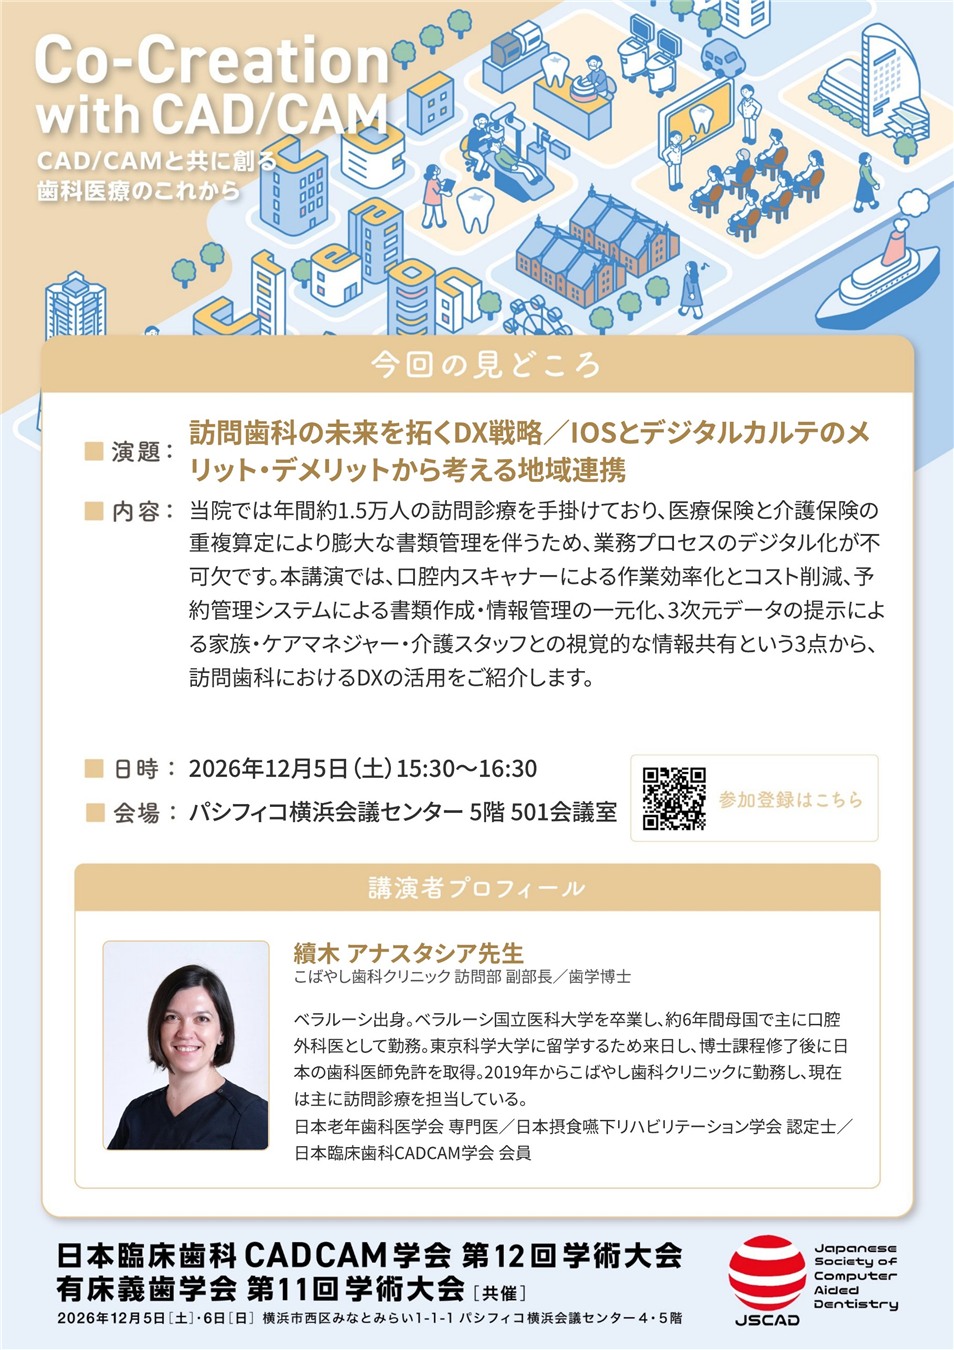 Co-Creation
with CAD/CAM
CAD/CAMと共に創る
歯科医療のこれから
今回の見どころ
■ 演題： 訪問歯科の未来を拓くDX戦略／IOSとデジタルカルテのメ
リット・デメリットから考える地域連携
■ 内容： 当院では年間約1.5万人の訪問診療を手掛けており、医療保険と介護保険の
重複算定により膨大な書類管理を伴うため、業務プロセスのデジタル化が不
可欠です。本講演では、口腔内スキャナーによる作業効率化とコスト削減、予
約管理システムによる書類作成・情報管理の一元化、3次元データの提示によ
る家族・ケアマネジャー・介護スタッフとの視覚的な情報共有という3点から、
訪問歯科におけるDXの活用をご紹介します。
■ 日時： 2026年12月5日（土）15:30〜16:30
■ 会場： パシフィコ横浜会議センター 5階 501会議室
参加登録はこちら
講演者プロフィール
續木 アナスタシア先生
こばやし歯科クリニック 訪問部 副部長／歯学博士
ベラルーシ出身。ベラルーシ国立医科大学を卒業し、約6年間母国で主に口腔
外科医として勤務。東京科学大学に留学するため来日し、博士課程修了後に日
本の歯科医師免許を取得。2019年からこばやし歯科クリニックに勤務し、現在
は主に訪問診療を担当している。
日本老年歯科医学会 専門医／日本摂食嚥下リハビリテーション学会 認定士／
日本臨床歯科CADCAM学会 会員
日本臨床歯科CADCAM学会 第12回学術大会
有床義歯学会 第11回学術大会［共催］
2026年12月5日［土］・6日［日］ 横浜市西区みなとみらい1-1-1 パシフィコ横浜会議センター4・5階
JSCAD
Japanese
Society of
Computer
Aided
Dentistry